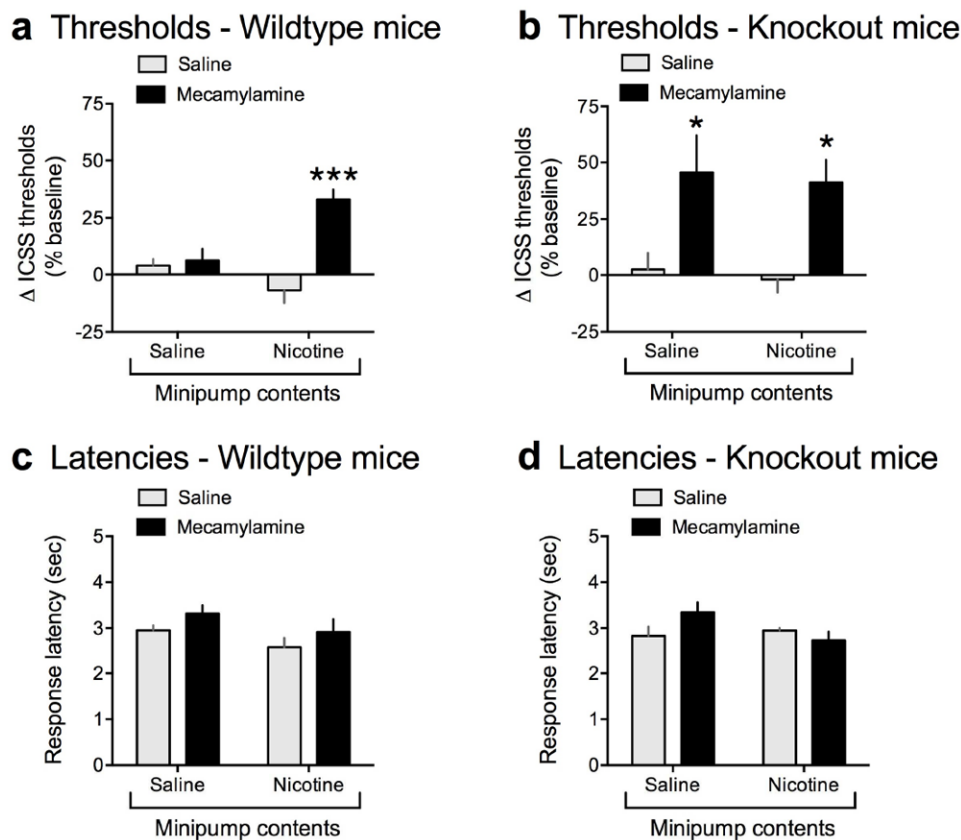 a Thresholds - Wildtype mice
Saline
Mecamylamine
Δ ICSS thresholds
(% baseline)
75
50
25
0
-25
***
Saline Nicotine
Minipump contents
b Thresholds - Knockout mice
Saline
Mecamylamine
Δ ICSS thresholds
(% baseline)
75
50
25
0
-25
* *
Saline Nicotine
Minipump contents
c Latencies - Wildtype mice
Saline
Mecamylamine
Response latency (sec)
5
4
3
2
1
0
Saline Nicotine
Minipump contents
d Latencies - Knockout mice
Saline
Mecamylamine
Response latency (sec)
5
4
3
2
1
0
Saline Nicotine
Minipump contents